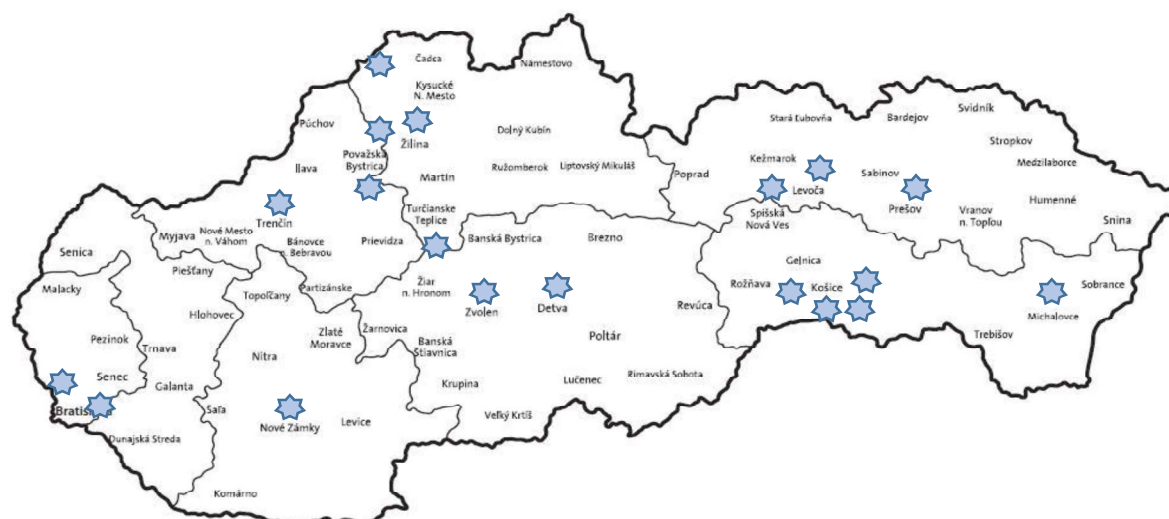 Čadca
Námestovo
Kysucké
N. Mesto
Púchov
Žilina
Dolný Kubín
Považská
Bystrica
Ilava
Martin
Ružomberok
Liptovský Mikuláš
Trenčín
Turčianske
Teplice
Myjava
Nové Mesto
n. Váhom
Bánovce
n. Bebravou
Prievidza
Banská Bystrica
Brezno
Senica
Piešťany
Partizánske
Žiar
n. Hronom
Malacky
Topoľčany
Hlohovec
Zvolen
Detva
Revúca
Pezinok
Trnava
Zlaté
Moravce
Žarnovica
Banská
Štiavnica
Poltár
Nitra
Senec
Galanta
Krupina
Lučenec
Rimavská Sobota
Šaľa
Nové Zámky
Levice
Veľký Krtíš
Dunajská Streda
Komárno
Stará Ľubovňa
Bardejov
Svidník
Stropkov
Medzilaborce
Kežmarok
Poprad
Levoča
Sabinov
Prešov
Humenné
Vranov
n. Topľou
Snina
Spišská
Nová Ves
Gelnica
Rožňava
Košice
Sobrance
Michalovce
Trebišov